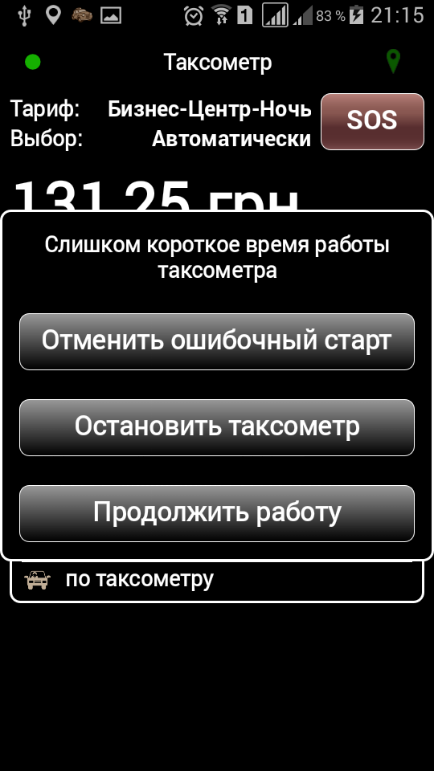 1 83 % 21:15
Таксометр
Тариф: Бизнес-Центр-Ночь
Выбор: Автоматически
SOS
131.25 грн
Слишком короткое время работы
таксометра
Отменить ошибочный старт
Остановить таксометр
Продолжить работу
по таксометру